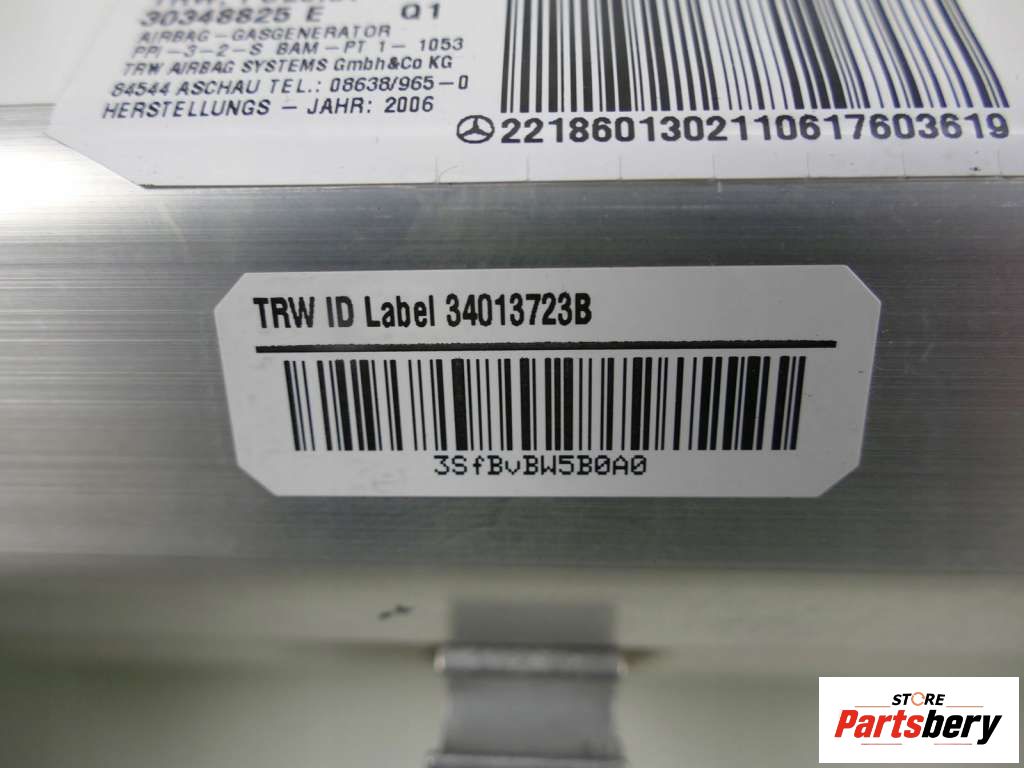 30348825 E Q1
AIRBAG - GASGENERATOR
PPI - 3 - 2 - S BAM - PT 1 - 1053
TRW AIRBAG SYSTEMS Gmbh&Co KG
84544 ASCHAU TEL.: 08638/965-0
HERSTELLUNGS - JAHR: 2006
2218601302110617603619
TRW ID Label 34013723B
3SfBvBW5B0A0
STORE
Partsbery